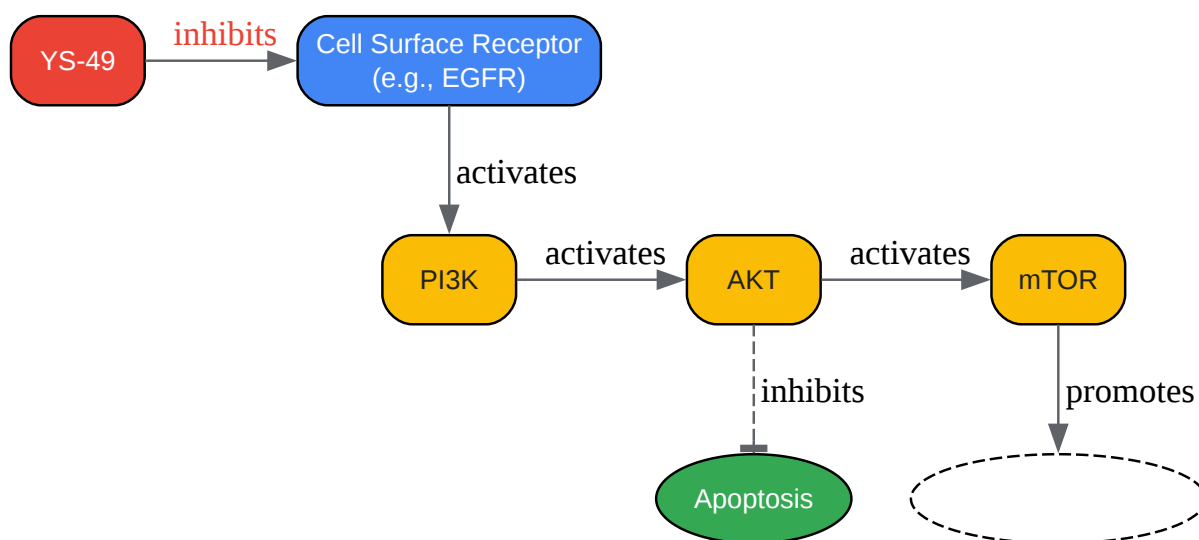 YS-49
inhibits
Cell Surface Receptor
(e.g., EGFR)
activates
PI3K
activates
AKT
activates
mTOR
inhibits
promotes
Apoptosis